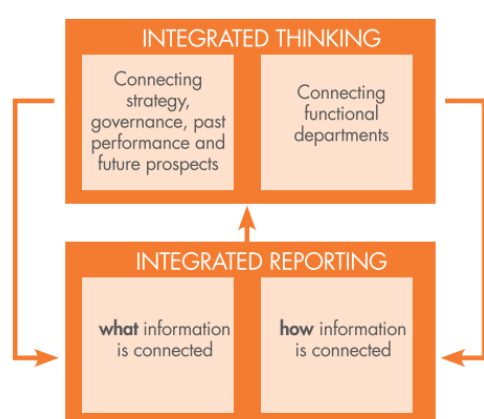 INTEGRATED THINKING
Connecting
strategy,
governance, past
performance and
future prospects
Connecting
functional
departments
INTEGRATED REPORTING
what information
is connected
how information
is connected